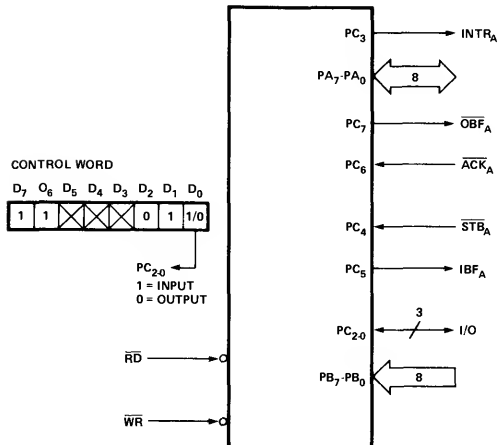 PC3 INTRA
PA7-PA0 8
PC7 OBFA
CONTROL WORD
PC6 ACKA
D7 O6 D5 D4 D3 D2 D1 D0
1 1 0 1 1/0
PC4 STBA
PC2-0
1 = INPUT
0 = OUTPUT
PC5 IBFA
3
PC2-0 I/O
RD
PB7-PB0 8
WR